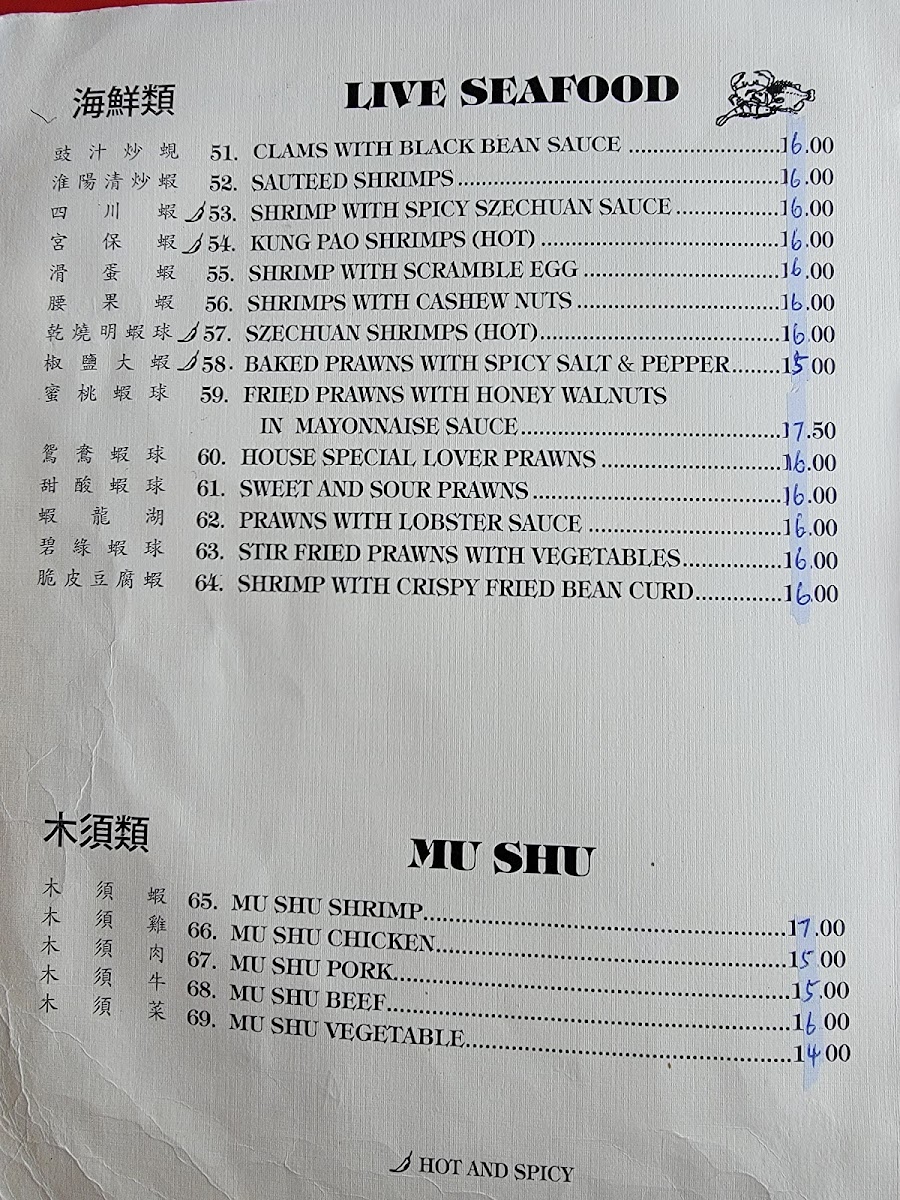 海鮮類 LIVE SEAFOOD
豉汁炒蜆 51. CLAMS WITH BLACK BEAN SAUCE ........................16.00
淮陽清炒蝦 52. SAUTEED SHRIMPS..................................................16.00
四川蝦 53. SHRIMP WITH SPICY SZECHUAN SAUCE ................16.00
宮保蝦 54. KUNG PAO SHRIMPS (HOT) .....................................16.00
滑蛋蝦 55. SHRIMP WITH SCRAMBLE EGG ..............................16.00
腰果蝦 56. SHRIMPS WITH CASHEW NUTS ...............................16.00
乾燒明蝦球 57. SZECHUAN SHRIMPS (HOT).....................................16.00
椒鹽大蝦 58. BAKED PRAWNS WITH SPICY SALT & PEPPER.......15.00
蜜桃蝦球 59. FRIED PRAWNS WITH HONEY WALNUTS
IN MAYONNAISE SAUCE.......................................17.50
鴛鴦蝦球 60. HOUSE SPECIAL LOVER PRAWNS ...........................16.00
甜酸蝦球 61. SWEET AND SOUR PRAWNS ......................................16.00
蝦龍湖 62. PRAWNS WITH LOBSTER SAUCE .............................16.00
碧綠蝦球 63. STIR FRIED PRAWNS WITH VEGETABLES...............16.00
脆皮豆腐蝦 64. SHRIMP WITH CRISPY FRIED BEAN CURD.............16.00
木須類 MU SHU
木須蝦 65. MU SHU SHRIMP......................................................17.00
木須雞 66. MU SHU CHICKEN....................................................15.00
木須肉 67. MU SHU PORK...........................................................15.00
木須牛 68. MU SHU BEEF............................................................16.00
木須菜 69. MU SHU VEGETABLE................................................14.00
HOT AND SPICY